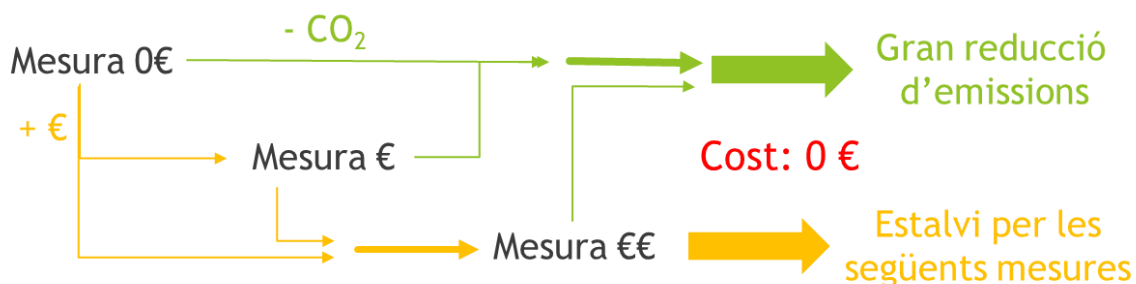 - CO₂
Mesura 0€
Gran reducció
d’emissions
+ €
Mesura €
Cost: 0 €
Mesura €€
Estalvi per les
següents mesures